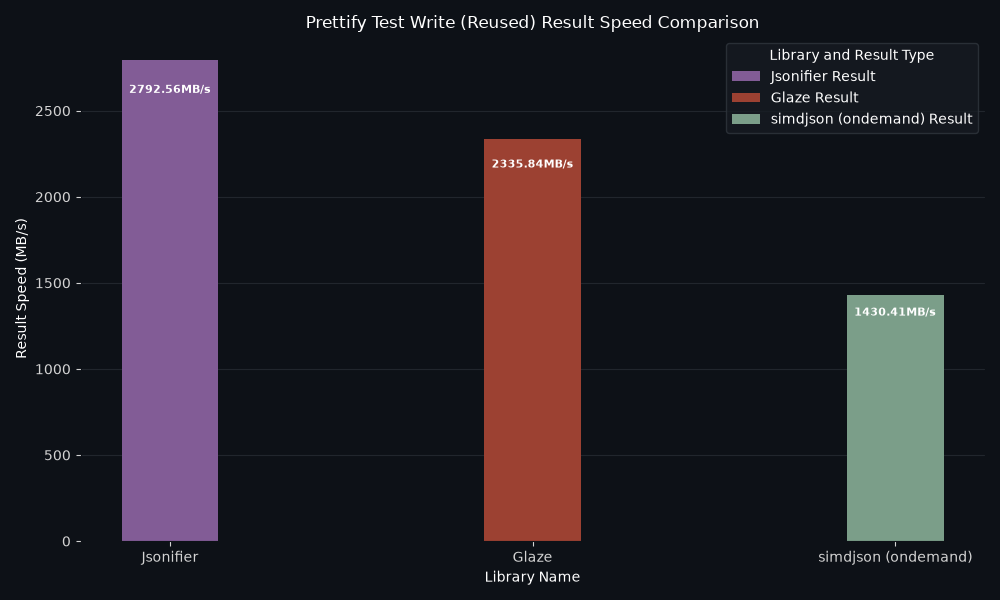 Prettify Test Write (Reused) Result Speed Comparison
Library and Result Type
Jsonifier Result
Glaze Result
simdjson (ondemand) Result
2792.56MB/s
2335.84MB/s
1430.41MB/s
Result Speed (MB/s)
2500
2000
1500
1000
500
0
Jsonifier
Glaze
simdjson (ondemand)
Library Name